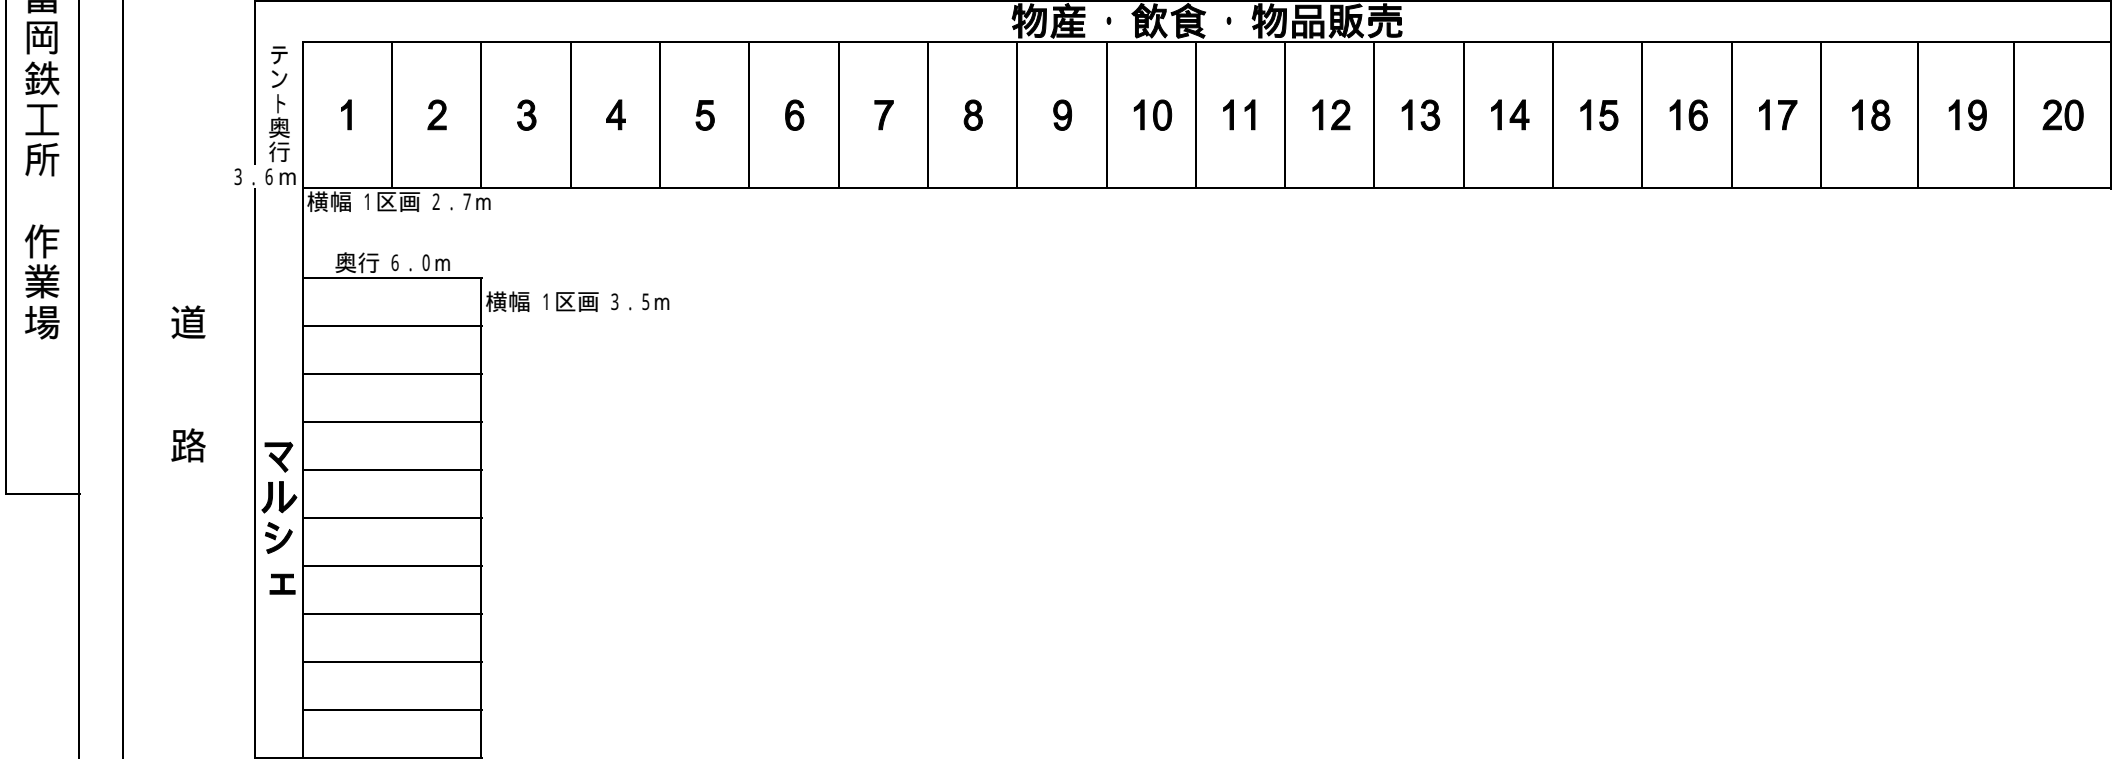 岡鉄工所　作業場
道　路
物産・飲食・物品販売
テント奥行
3.6m
1 2 3 4 5 6 7 8 9 10 11 12 13 14 15 16 17 18 19 20
横幅 1区画 2.7m
奥行 6.0m
横幅 1区画 3.5m
マルシェ